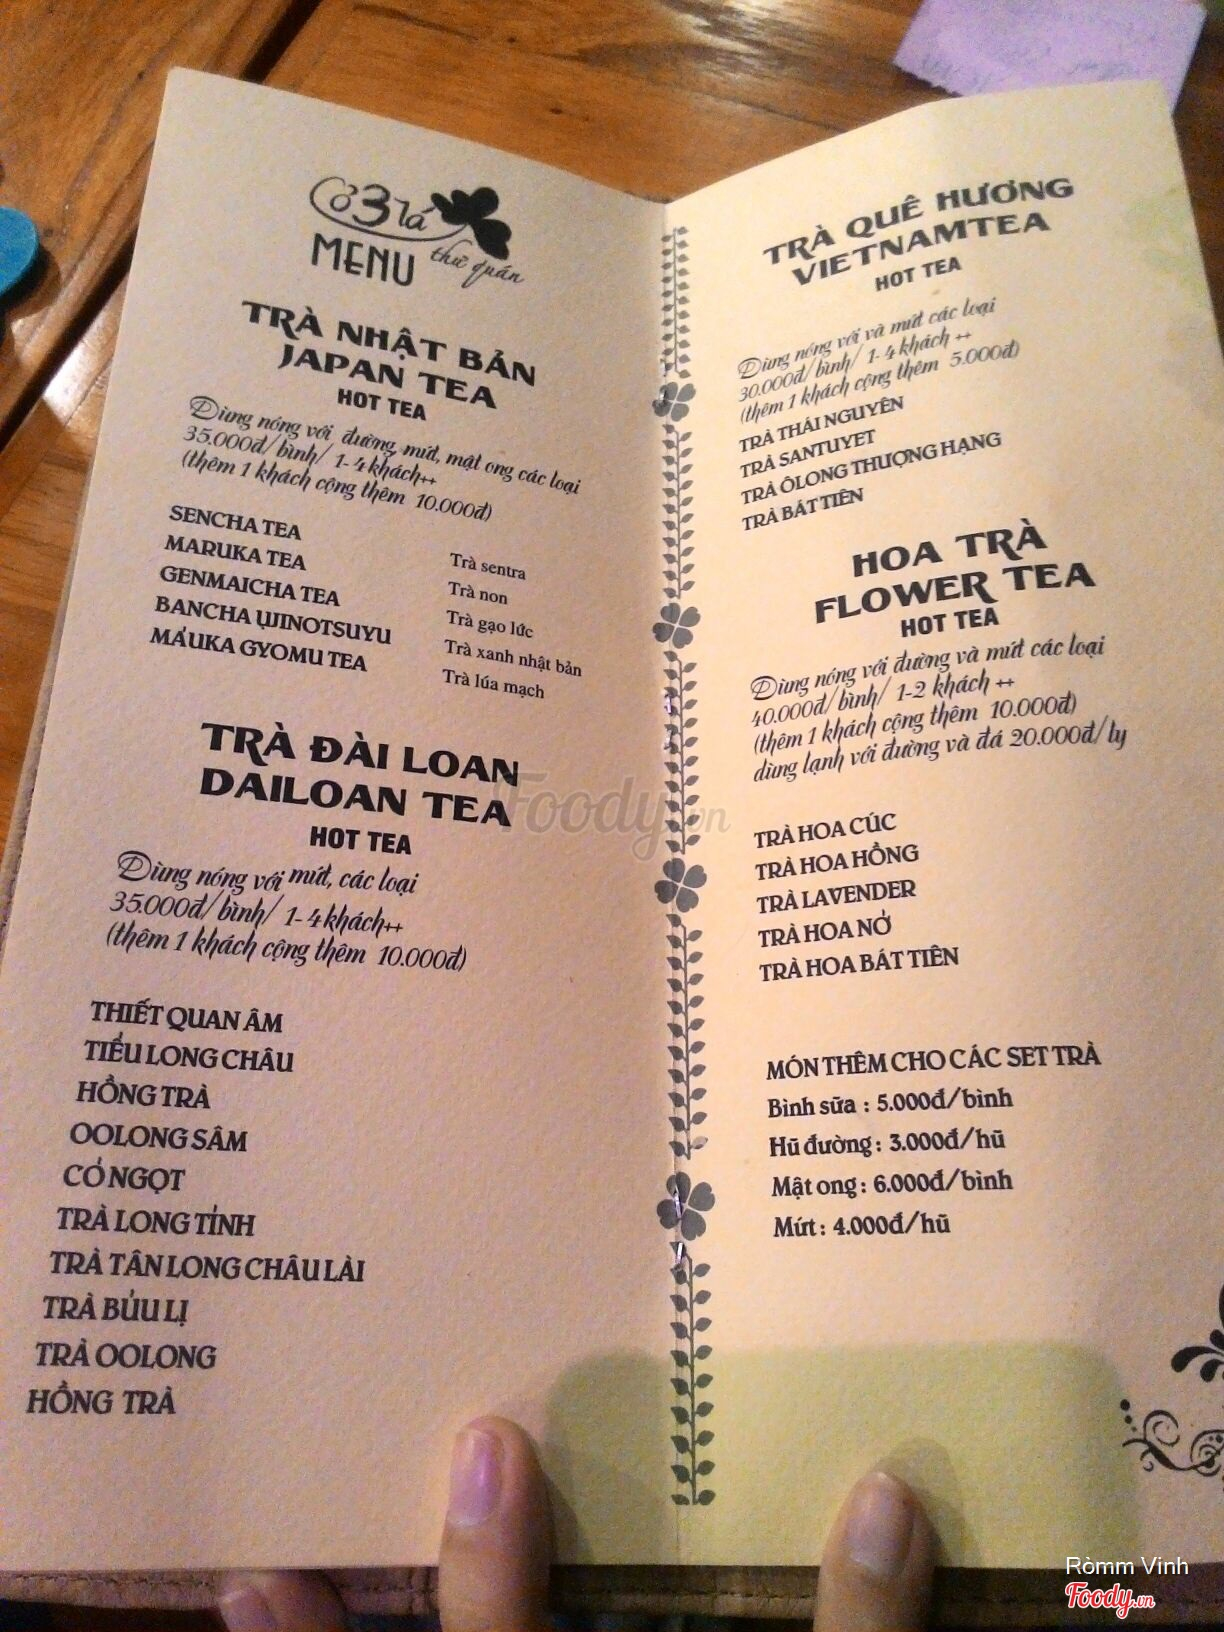 Cỏ 3 lá
MENU thư quán
TRÀ NHẬT BẢN
JAPAN TEA
HOT TEA
Dùng nóng với đường, mứt, mật ong các loại
35.000đ/bình/ 1-4 khách++
(thêm 1 khách cộng thêm 10.000đ)
SENCHA TEA Trà sentra
MARUKA TEA Trà non
GENMAICHA TEA Trà gạo lức
BANCHA UJINOTSUYU Trà xanh nhật bản
MA'UKA GYOMU TEA Trà lúa mạch
TRÀ ĐÀI LOAN
DAILOAN TEA
HOT TEA
Dùng nóng với mứt, các loại
35.000đ/bình/ 1-4 khách++
(thêm 1 khách cộng thêm 10.000đ)
THIẾT QUAN ÂM
TIỂU LONG CHÂU
HỒNG TRÀ
OOLONG SÂM
CỎ NGỌT
TRÀ LONG TỈNH
TRÀ TÂN LONG CHÂU LÀI
TRÀ BỬU LỊ
TRÀ OOLONG
HỒNG TRÀ
TRÀ QUÊ HƯƠNG
VIETNAMTEA
HOT TEA
Dùng nóng với và mứt các loại
30.000đ/bình/ 1-4 khách ++
(thêm 1 khách cộng thêm 5.000đ)
TRÀ THÁI NGUYÊN
TRÀ SANTUYET
TRÀ ÔLONG THƯỢNG HẠNG
TRÀ BÁT TIÊN
HOA TRÀ
FLOWER TEA
HOT TEA
Dùng nóng với đường và mứt các loại
40.000đ/bình/ 1-2 khách ++
(thêm 1 khách cộng thêm 10.000đ)
dùng lạnh với đường và đá 20.000đ/ly
TRÀ HOA CÚC
TRÀ HOA HỒNG
TRÀ LAVENDER
TRÀ HOA NỞ
TRÀ HOA BÁT TIÊN
MÓN THÊM CHO CÁC SET TRÀ
Bình sữa : 5.000đ/bình
Hũ đường : 3.000đ/hũ
Mật ong : 6.000đ/bình
Mứt : 4.000đ/hũ
Foody.vn
Ròmm Vinh
Foody.vn